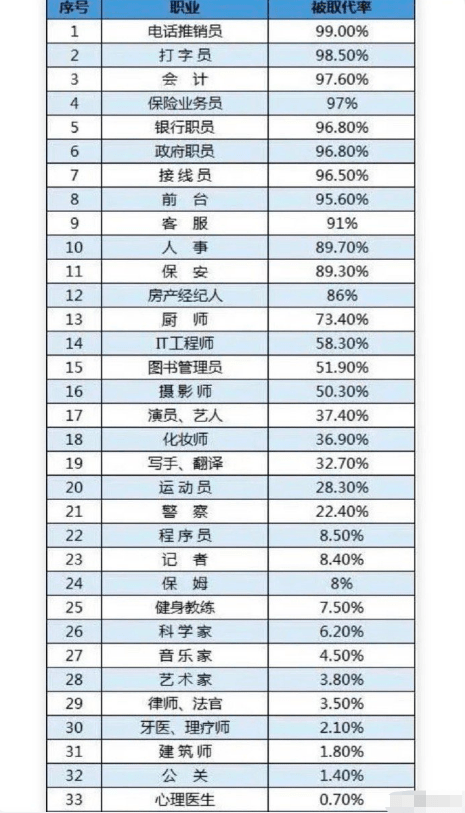 序号 职业 被取代率
1 电话推销员 99.00%
2 打字员 98.50%
3 会计 97.60%
4 保险业务员 97%
5 银行职员 96.80%
6 政府职员 96.80%
7 接线员 96.50%
8 前台 95.60%
9 客服 91%
10 人事 89.70%
11 保安 89.30%
12 房产经纪人 86%
13 厨师 73.40%
14 IT工程师 58.30%
15 图书管理员 51.90%
16 摄影师 50.30%
17 演员、艺人 37.40%
18 化妆师 36.90%
19 写手、翻译 32.70%
20 运动员 28.30%
21 警察 22.40%
22 程序员 8.50%
23 记者 8.40%
24 保姆 8%
25 健身教练 7.50%
26 科学家 6.20%
27 音乐家 4.50%
28 艺术家 3.80%
29 律师、法官 3.50%
30 牙医、理疗师 2.10%
31 建筑师 1.80%
32 公关 1.40%
33 心理医生 0.70%